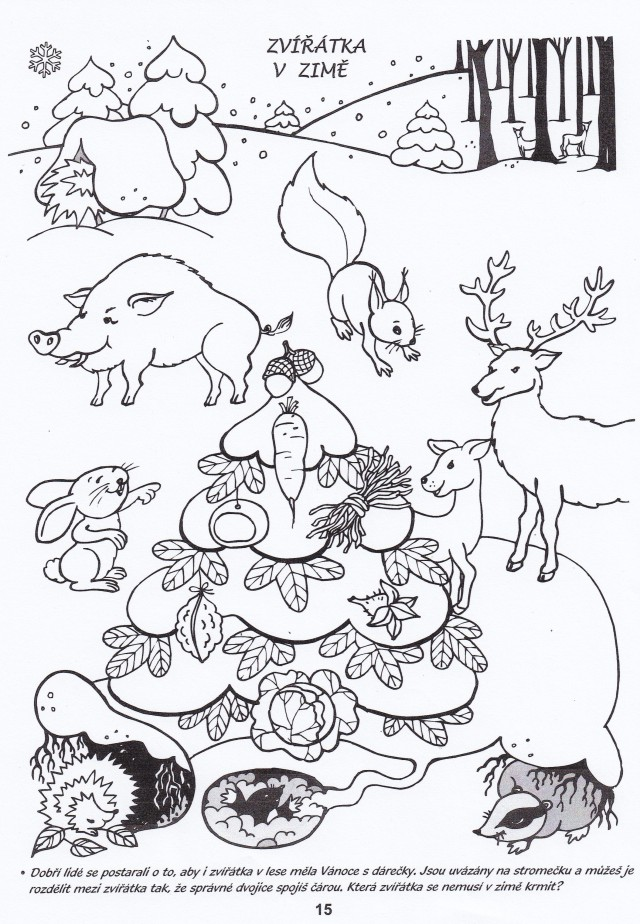 ZVÍŘÁTKA
V ZIMĚ
• Dobří lidé se postarali o to, aby i zvířátka v lese měla Vánoce s dárečky. Jsou uvázány na stromečku a můžeš je
rozdělit mezi zvířátka tak, že správné dvojice spojíš čárou. Která zvířátka se nemusí v zimě krmit?
15